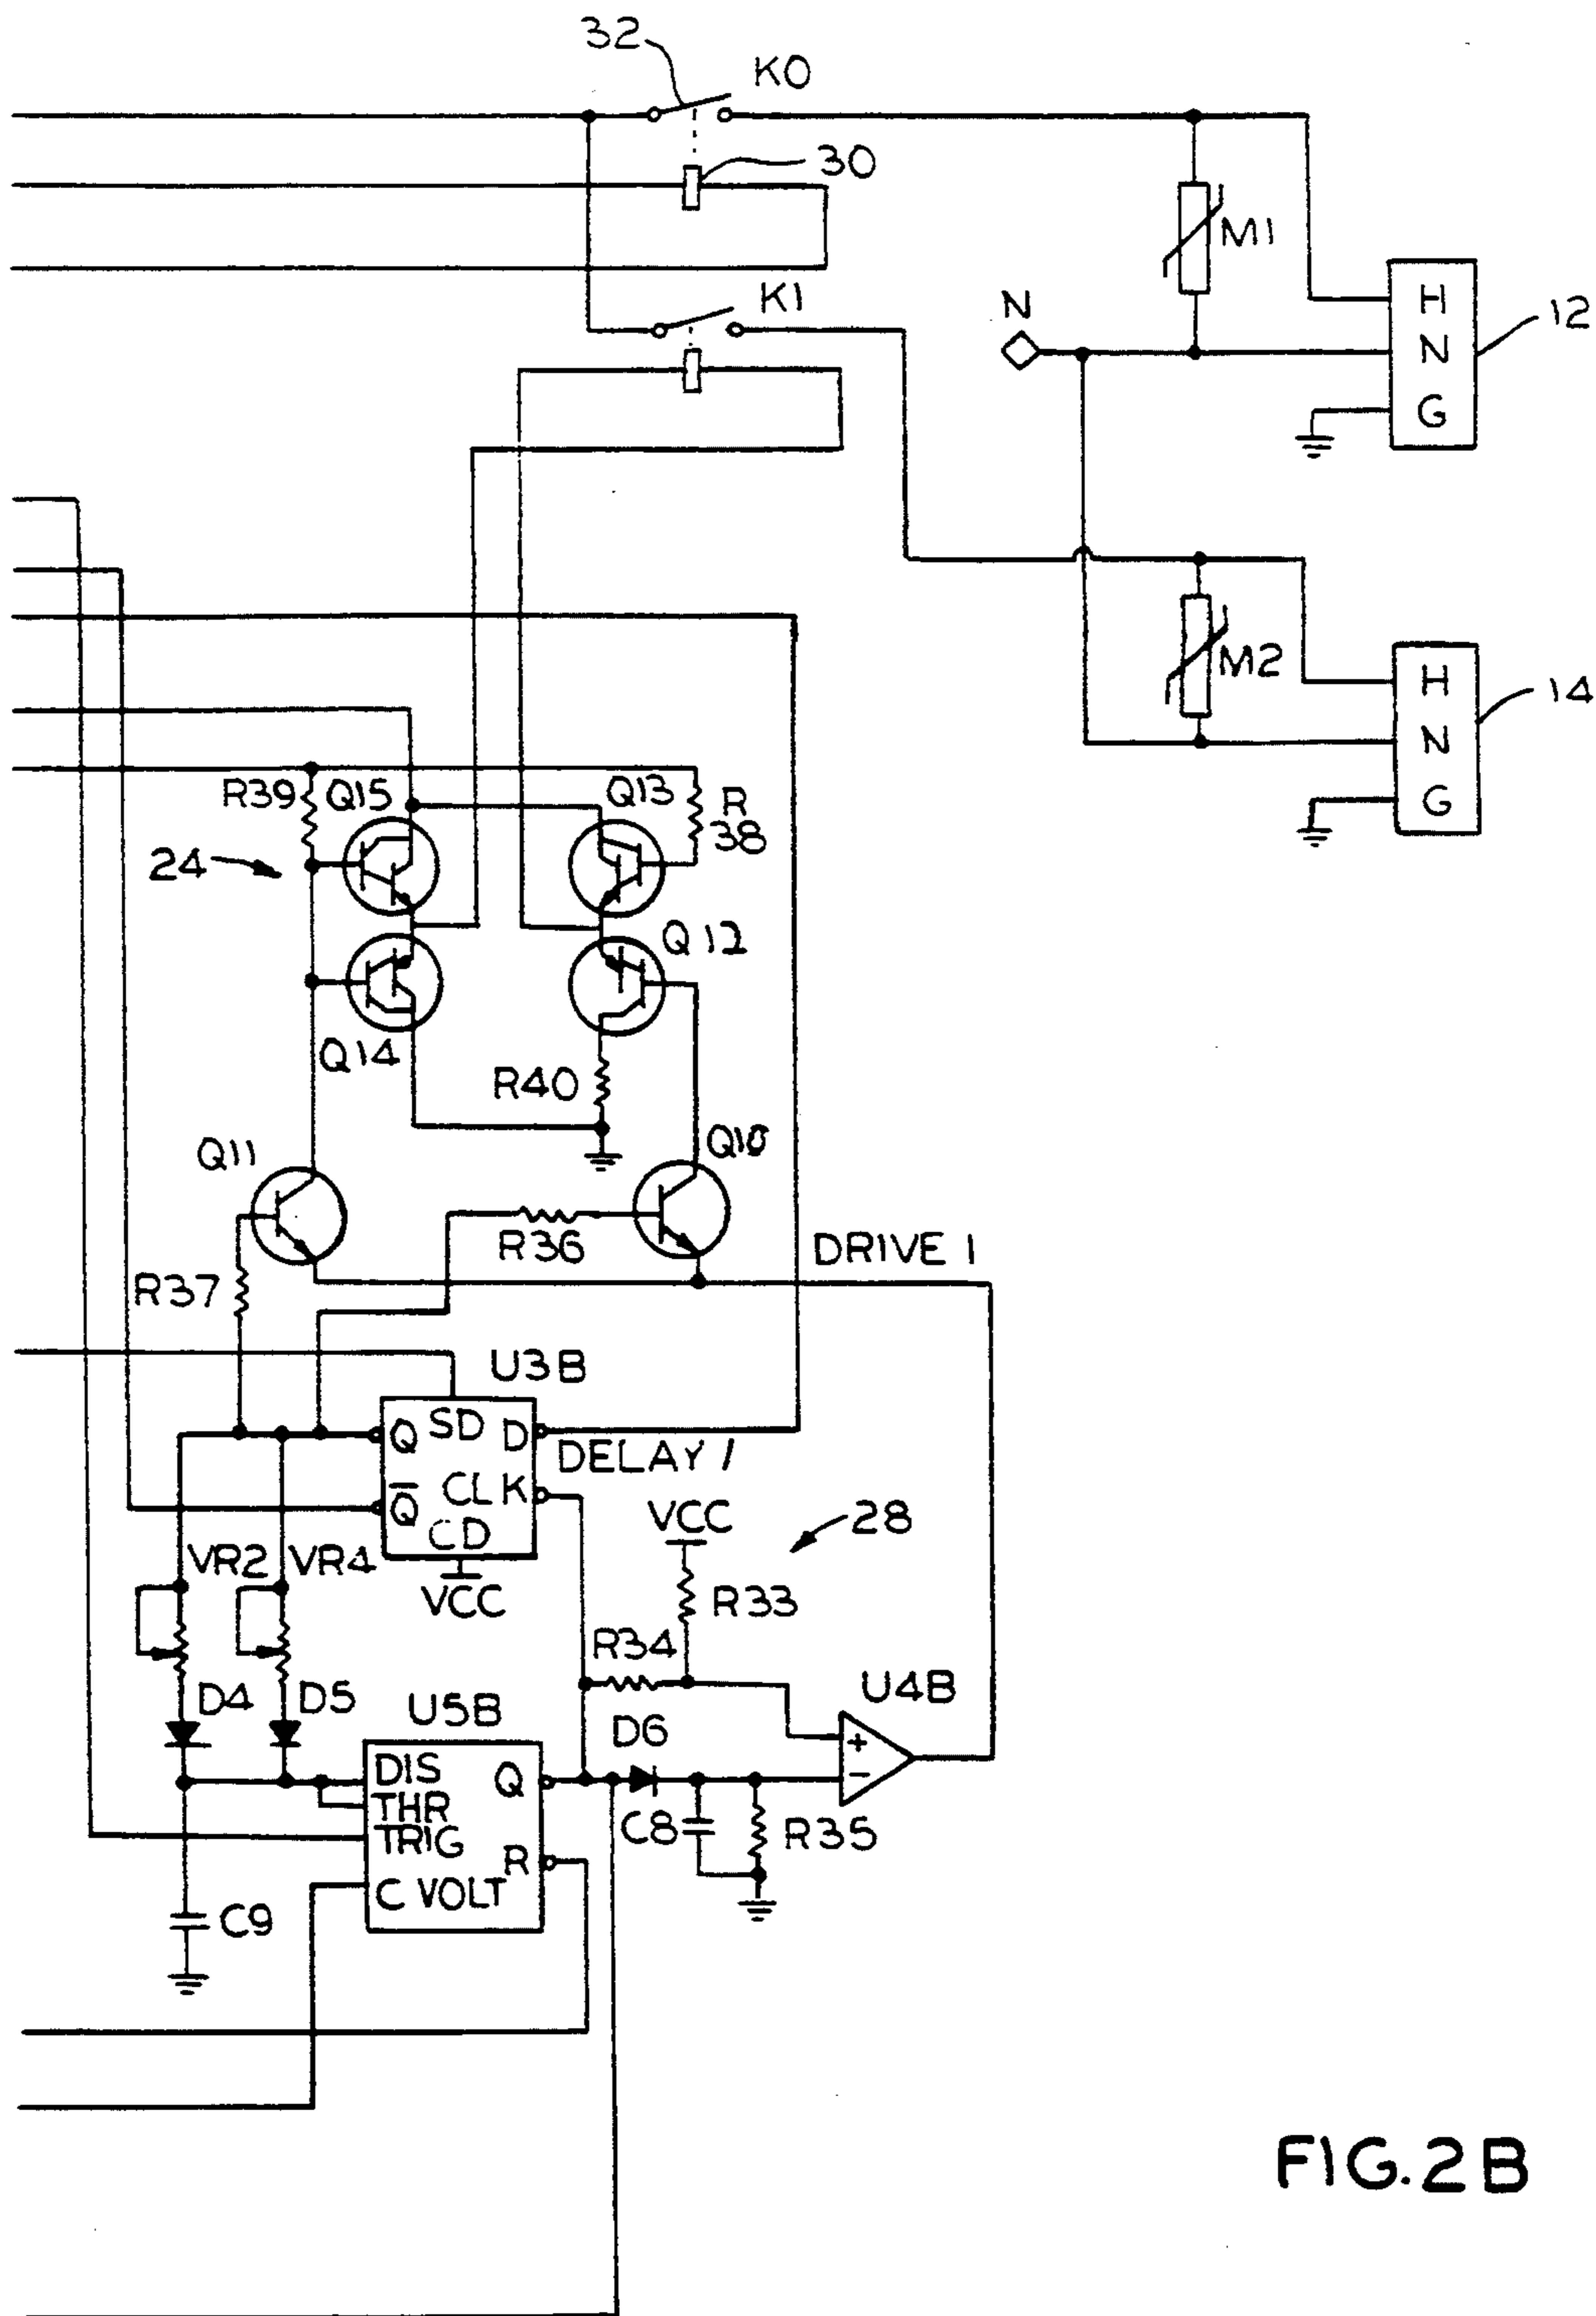 32
K0
30
M1
K1
N
H
N
G
12
M2
H
N
G
14
R39
Q15
Q13
R
38
24
Q12
Q14
R40
Q11
Q10
R36
DRIVE 1
R37
U3B
Q
SD
D
DELAY 1
Q̅
CLK
CD
VCC
VCC
28
VR2
VR4
R33
R34
D4
D5
U5B
D6
U4B
DIS
Q
+
THR
−
TRIG
C8
R35
R
C VOLT
C9
FIG. 2B